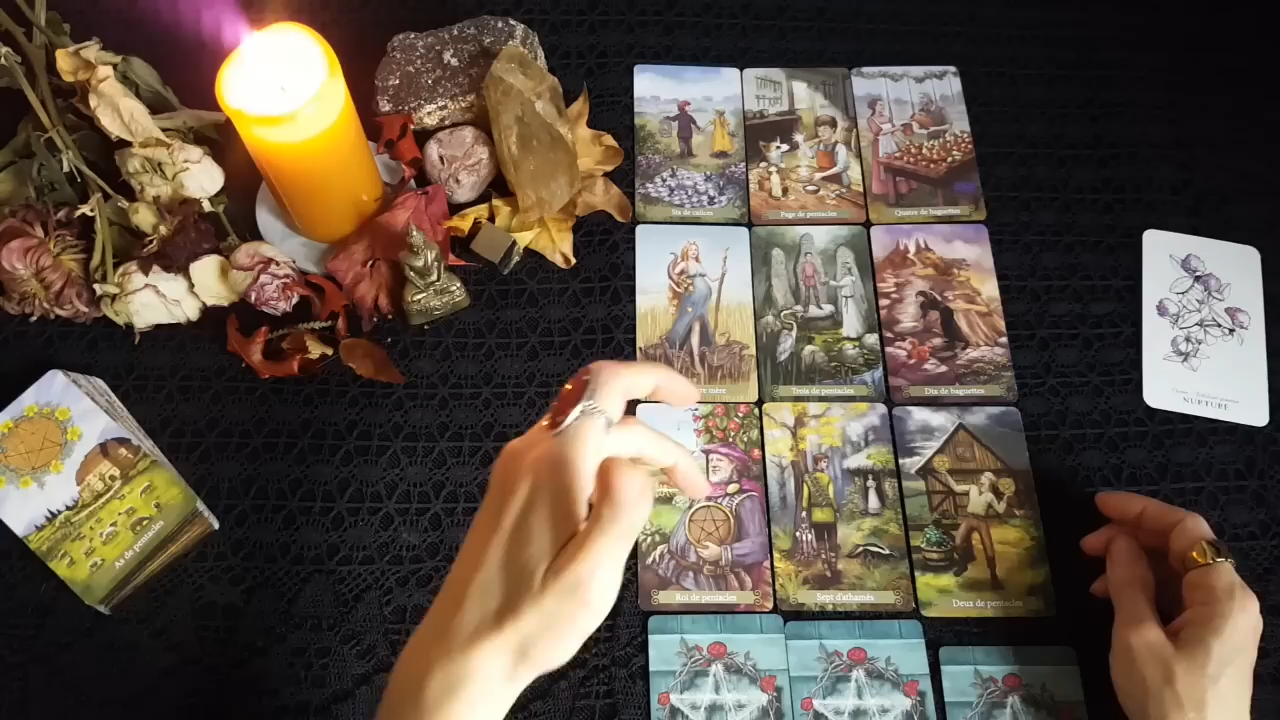 Six de calices
Page de pentacles
Quatre de baguettes
mère
Trois de pentacles
Dix de baguettes
Roi de pentacles
Sept d'athamés
Deux de pentacles
As de pentacles
NURTURE